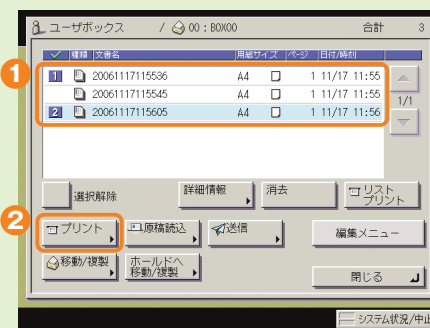 ユーザボックス / 00 : BOX00 合計 3
種類 文書名 用紙サイズ ページ 日付/時刻
1
1 20061117115536 A4 1 11/17 11:55
20061117115545 A4 1 11/17 11:55
2 20061117115605 A4 1 11/17 11:56
1/1
選択解除 詳細情報 消去 リストプリント
2
プリント 原稿読込 送信 編集メニュー
移動/複製 ホールドへ移動/複製
閉じる
システム状況/中止